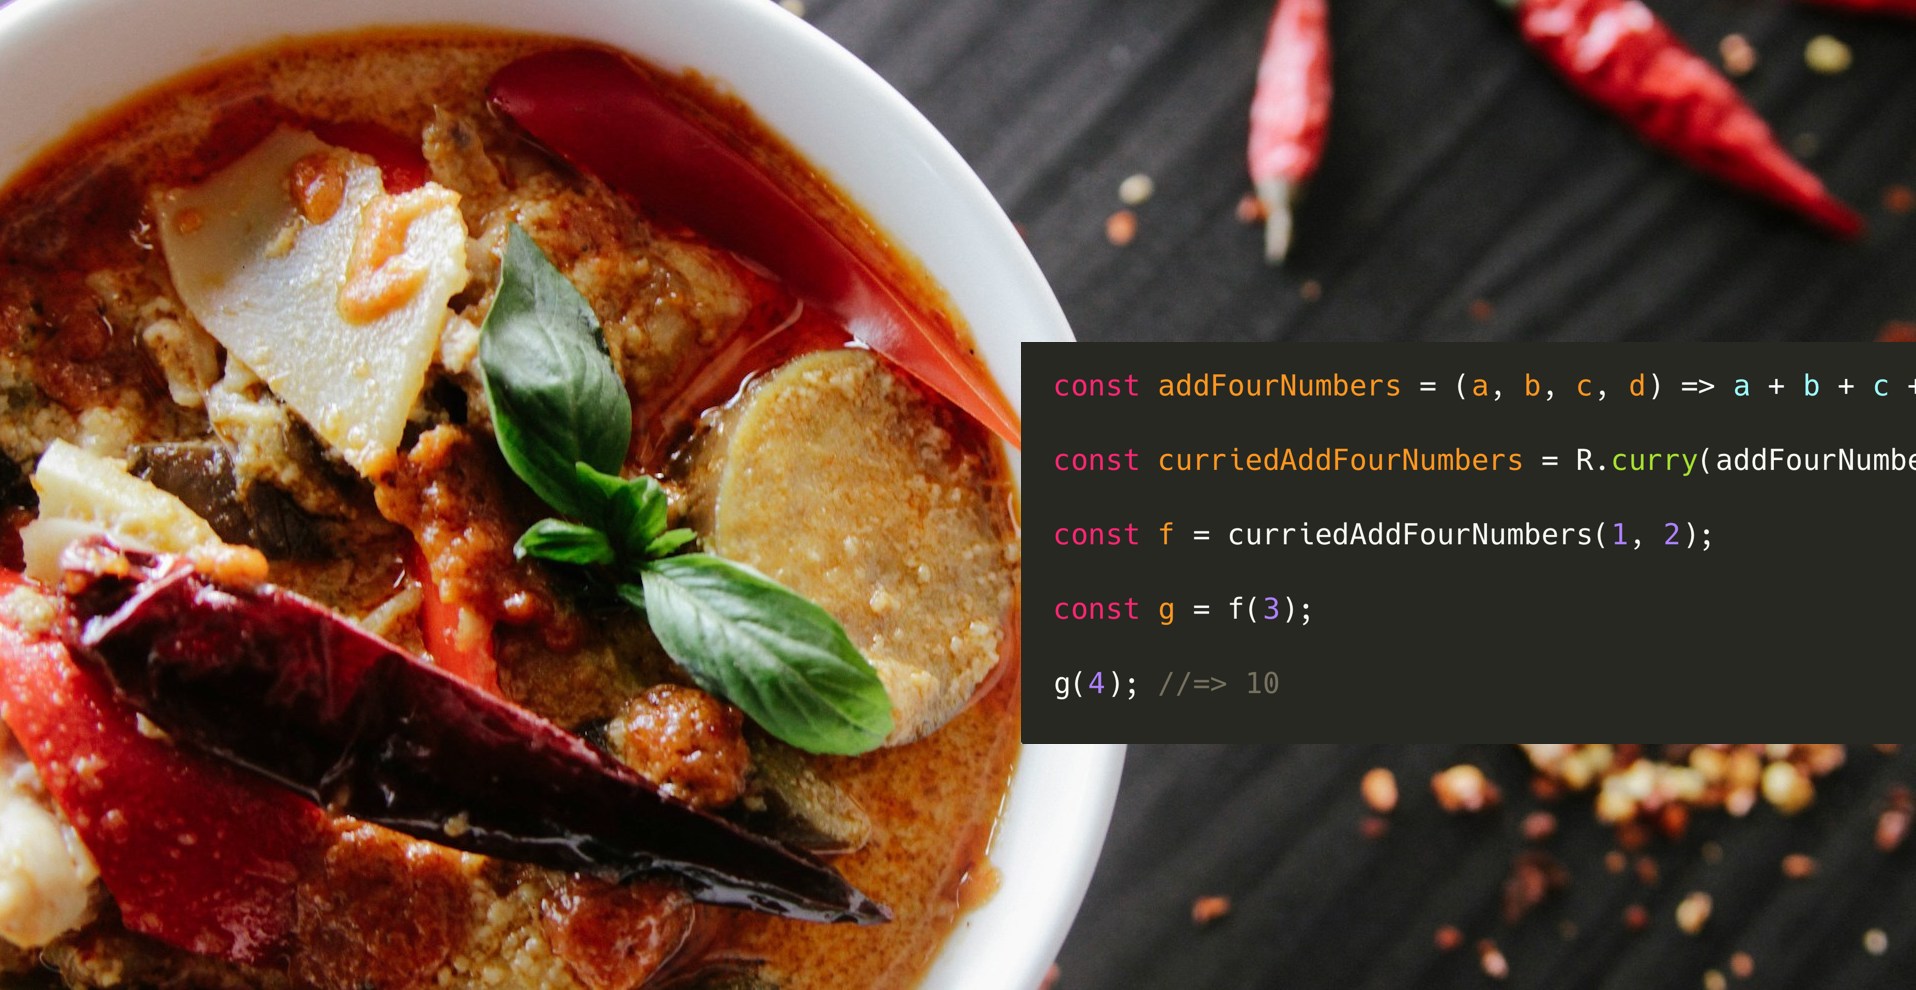 const addFourNumbers = (a, b, c, d) => a + b + c +
const curriedAddFourNumbers = R.curry(addFourNumbe
const f = curriedAddFourNumbers(1, 2);
const g = f(3);
g(4); //=> 10